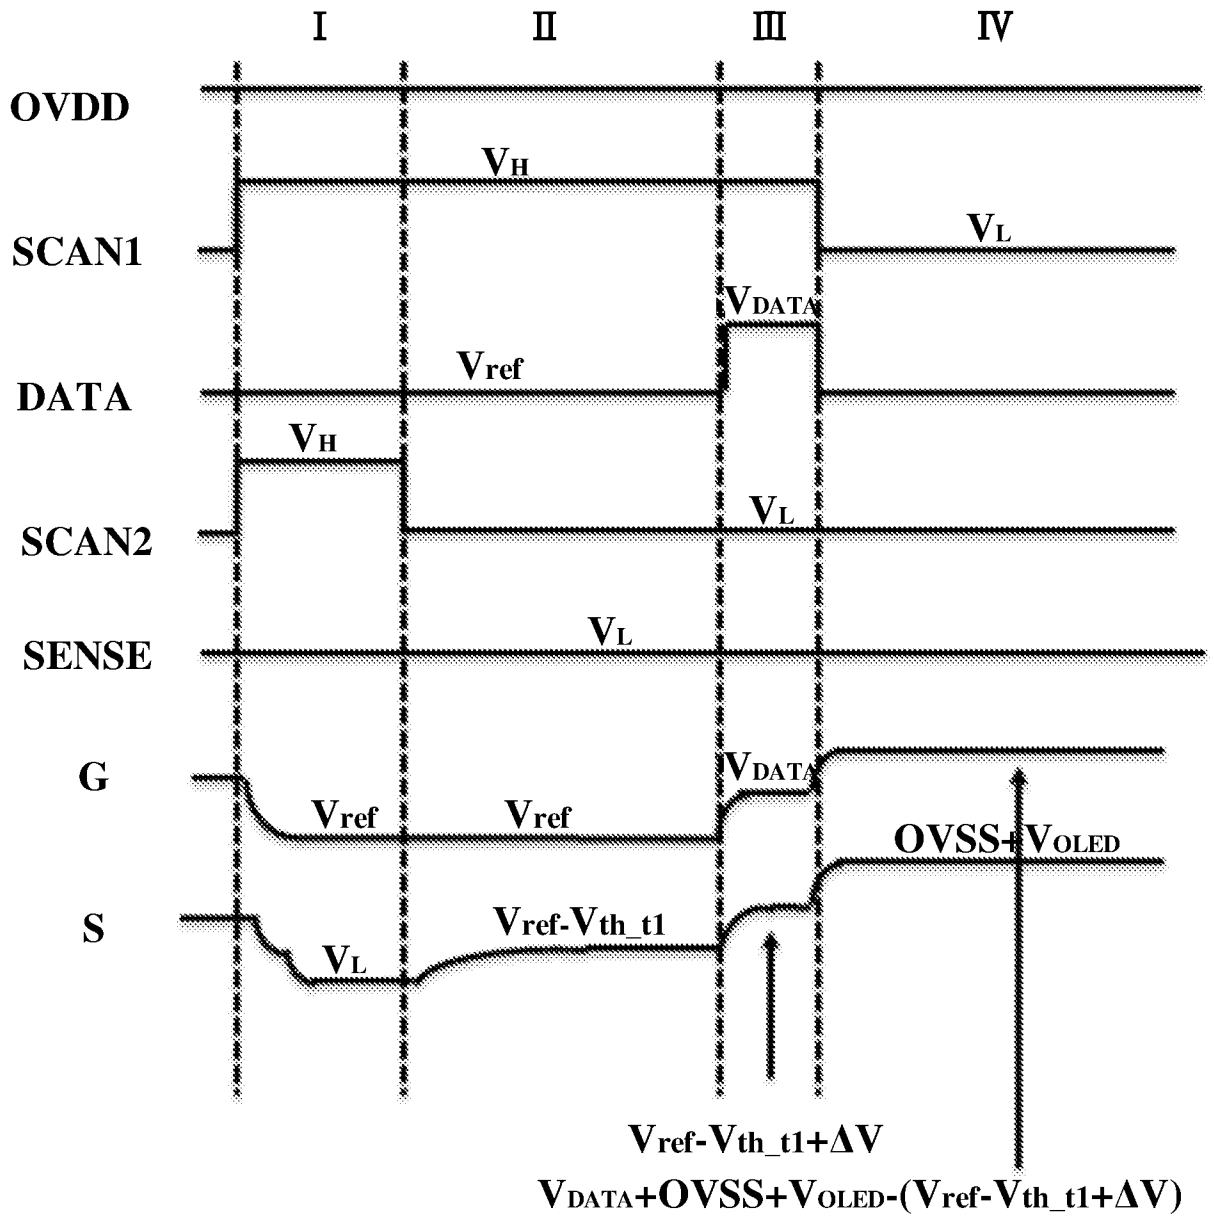 I II III IV
OVDD
VH
SCAN1 VL
VDATA
Vref
DATA
VH
SCAN2 VL
VL
SENSE
G VDATA
Vref Vref
OVSS+VOLED
S Vref-Vth_t1
VL
Vref-Vth_t1+ΔV
VDATA+OVSS+VOLED-(Vref-Vth_t1+ΔV)